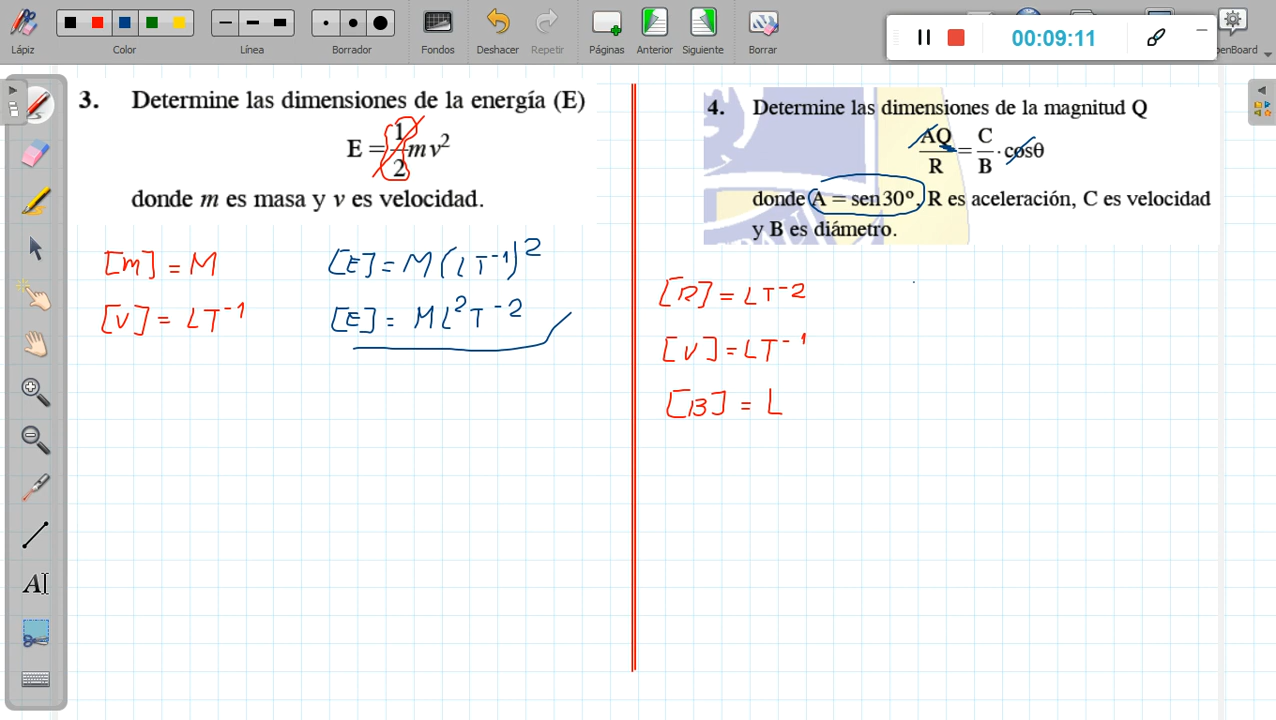 Lápiz
Color
Línea
Borrador
Fondos
Deshacer
Repetir
Páginas
Anterior
Siguiente
Borrar
00:09:11
OpenBoard
3. Determine las dimensiones de la energía (E)
E = 1/2 mv²
donde m es masa y v es velocidad.
[m] = M
[V] = LT⁻¹
[E] = M(LT⁻¹)²
[E] = ML²T⁻²
4. Determine las dimensiones de la magnitud Q
AQ/R = C/B · cosθ
donde A = sen30º, R es aceleración, C es velocidad
y B es diámetro.
[R] = LT⁻²
[V] = LT⁻¹
[B] = L
A